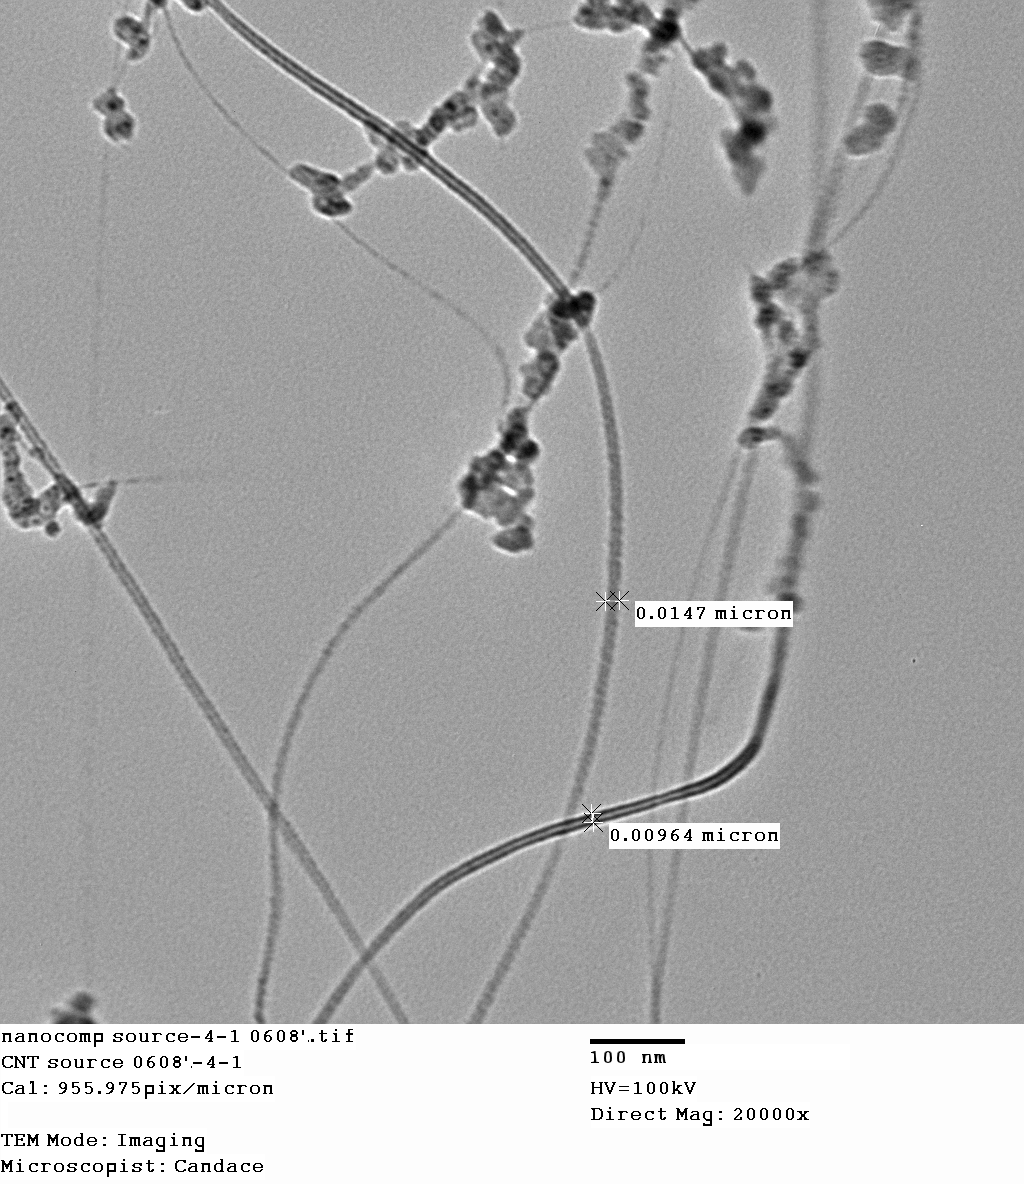 0.0147 micron
0.00964 micron
nanocomp source-4-1 0608'.tif
CNT source 0608'-4-1
Cal: 955.975pix/micron
TEM Mode: Imaging
Microscopist: Candace
100 nm
HV=100kV
Direct Mag: 20000x